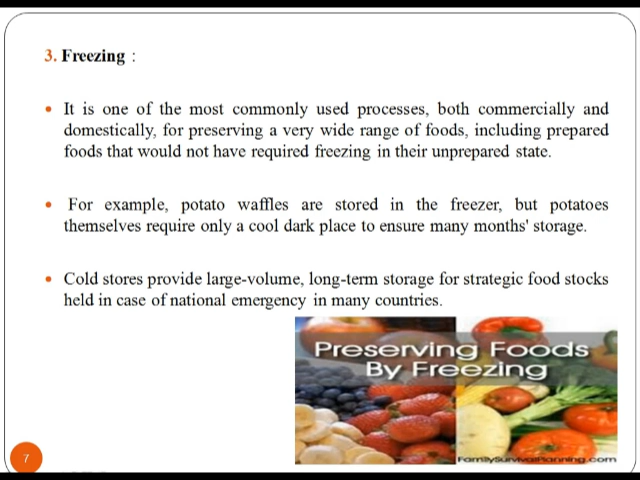 3. Freezing :
• It is one of the most commonly used processes, both commercially and
domestically, for preserving a very wide range of foods, including prepared
foods that would not have required freezing in their unprepared state.
• For example, potato waffles are stored in the freezer, but potatoes
themselves require only a cool dark place to ensure many months' storage.
• Cold stores provide large-volume, long-term storage for strategic food stocks
held in case of national emergency in many countries.
Preserving Foods
By Freezing
FamilySurvivalPlanning.com
7